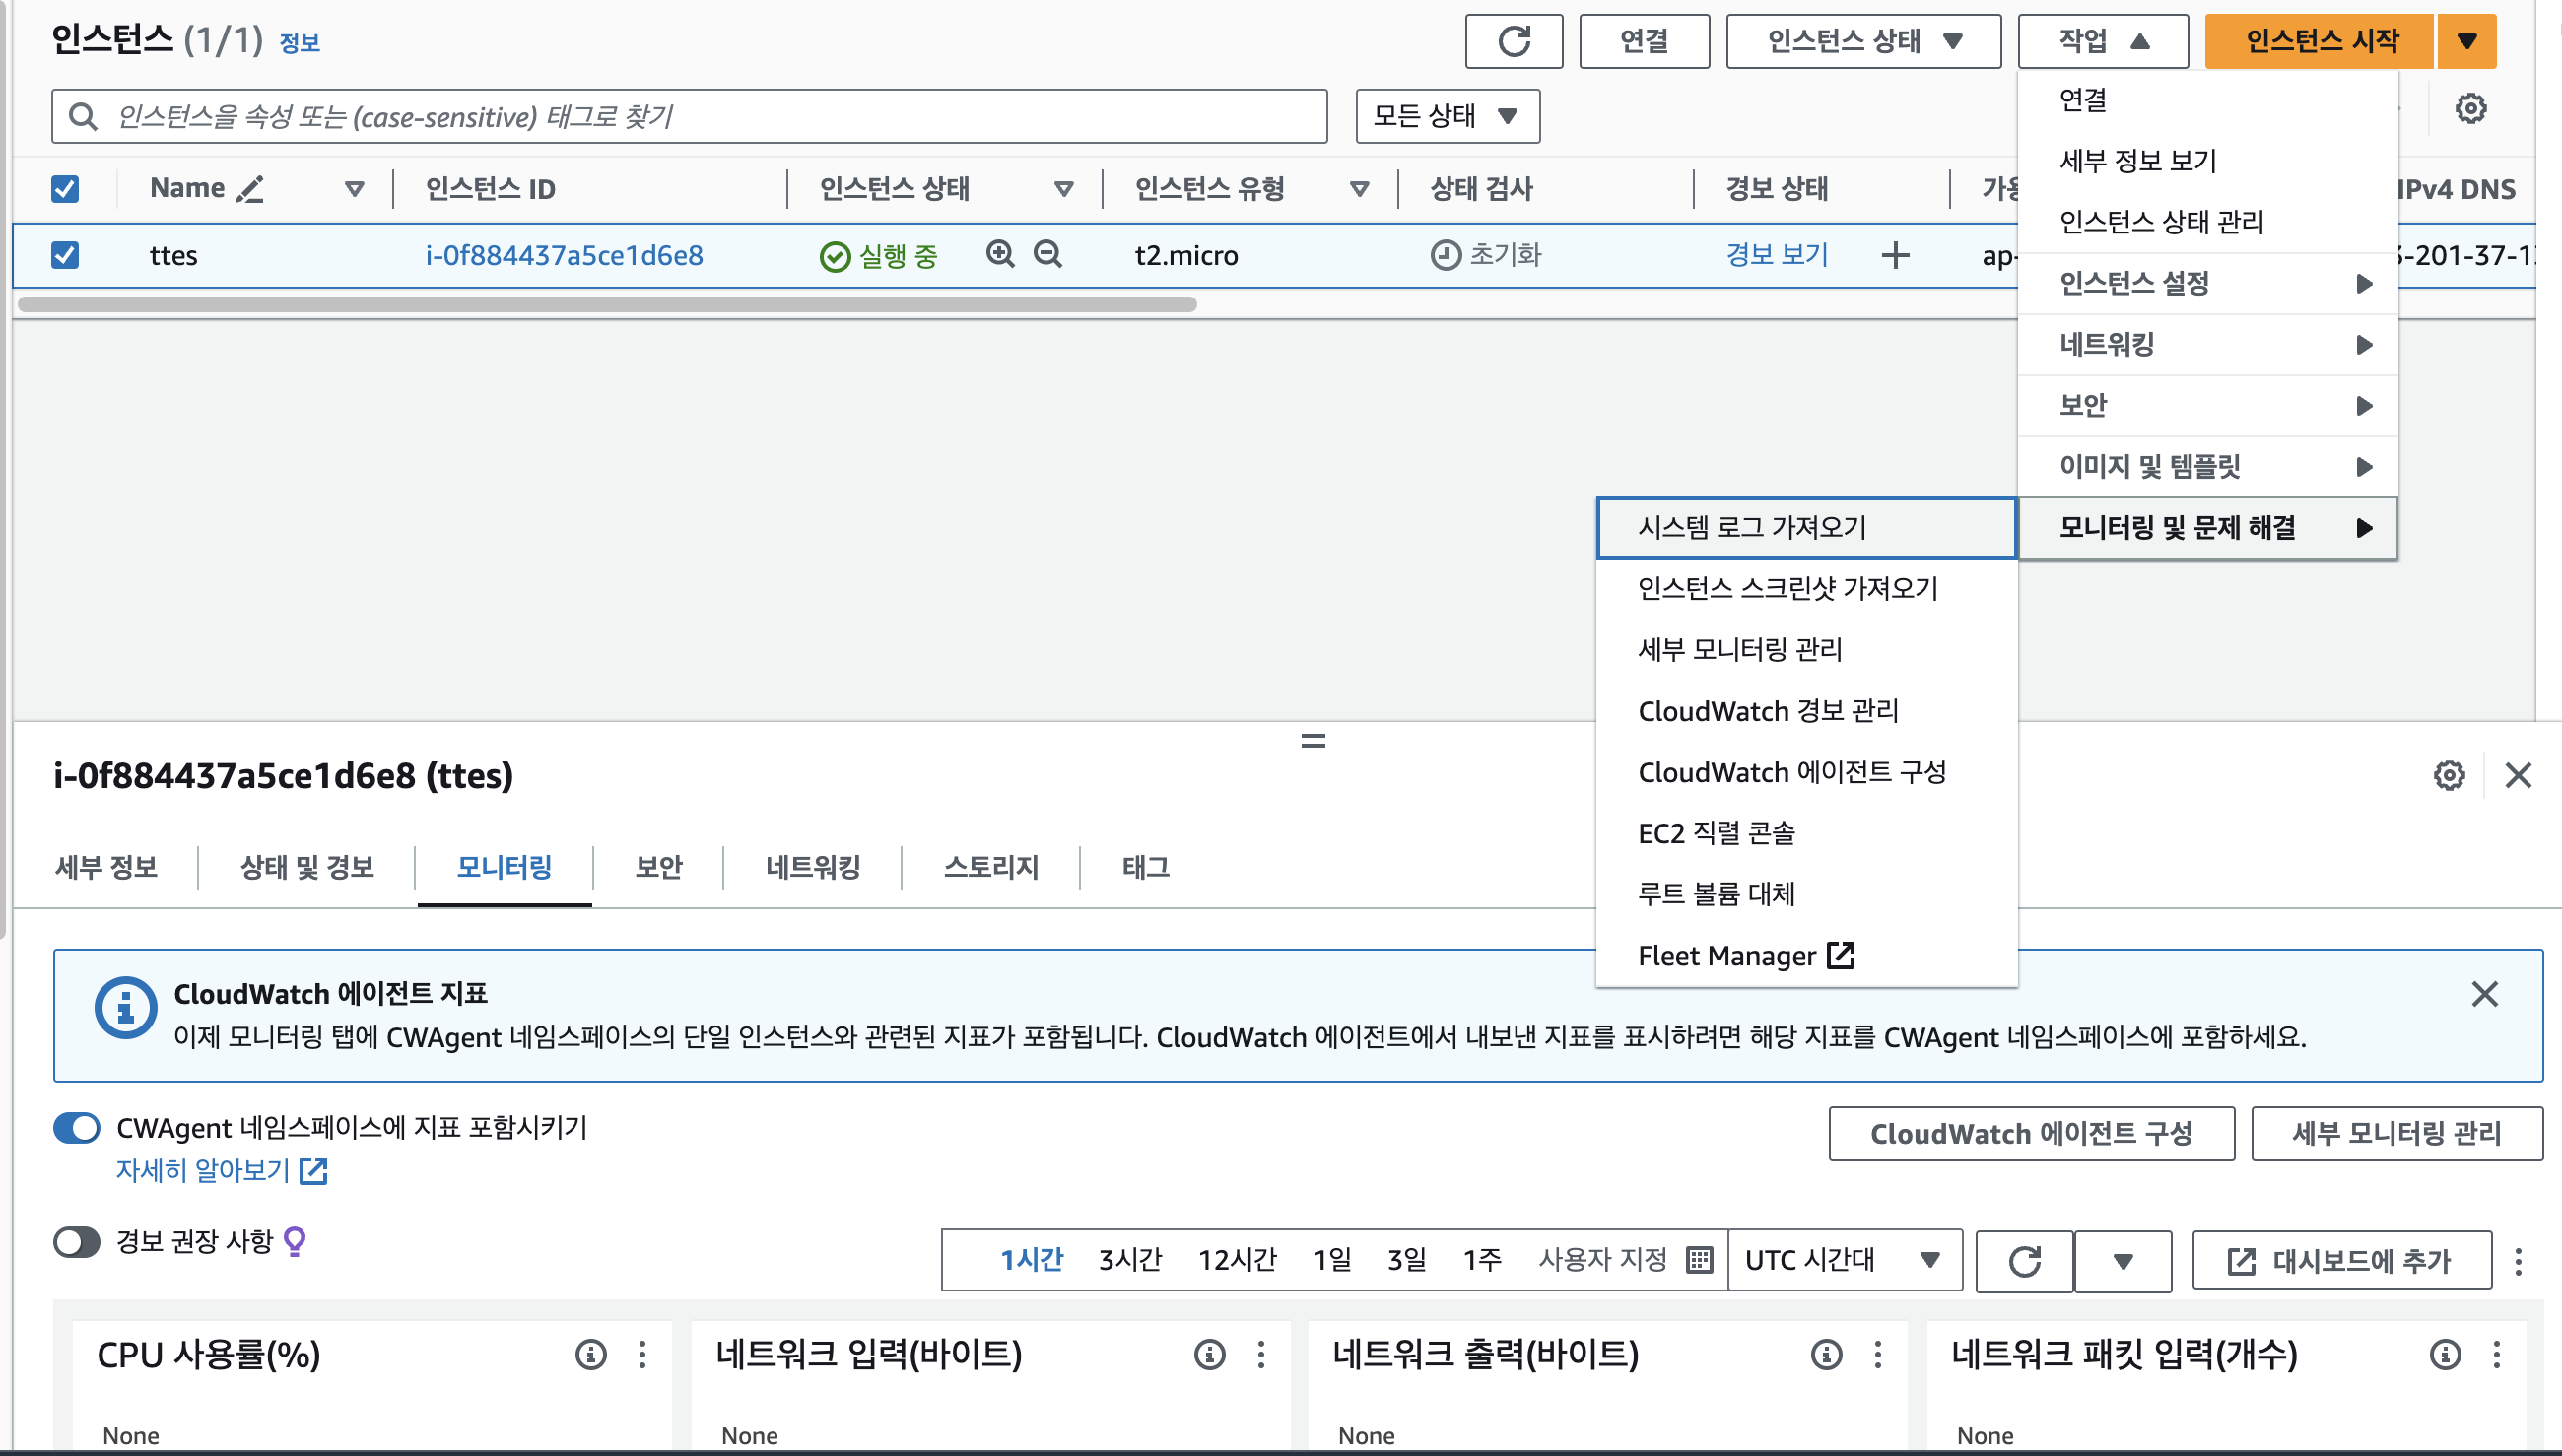 인스턴스 (1/1) 정보
연결
인스턴스 상태
작업
인스턴스 시작
인스턴스을 속성 또는 (case-sensitive) 태그로 찾기
모든 상태
Name
인스턴스 ID
인스턴스 상태
인스턴스 유형
상태 검사
경보 상태
IPv4 DNS
ttes
i-0f884437a5ce1d6e8
실행 중
t2.micro
초기화
경보 보기
연결
세부 정보 보기
인스턴스 상태 관리
인스턴스 설정
네트워킹
보안
이미지 및 템플릿
모니터링 및 문제 해결
시스템 로그 가져오기
인스턴스 스크린샷 가져오기
세부 모니터링 관리
CloudWatch 경보 관리
CloudWatch 에이전트 구성
EC2 직렬 콘솔
루트 볼륨 대체
Fleet Manager
i-0f884437a5ce1d6e8 (ttes)
세부 정보
상태 및 경보
모니터링
보안
네트워킹
스토리지
태그
CloudWatch 에이전트 지표
이제 모니터링 탭에 CWAgent 네임스페이스의 단일 인스턴스와 관련된 지표가 포함됩니다. CloudWatch 에이전트에서 내보낸 지표를 표시하려면 해당 지표를 CWAgent 네임스페이스에 포함하세요.
CWAgent 네임스페이스에 지표 포함시키기
자세히 알아보기
CloudWatch 에이전트 구성
세부 모니터링 관리
경보 권장 사항
1시간
3시간
12시간
1일
3일
1주
사용자 지정
UTC 시간대
대시보드에 추가
CPU 사용률(%)
네트워크 입력(바이트)
네트워크 출력(바이트)
네트워크 패킷 입력(개수)
None
None
None
None